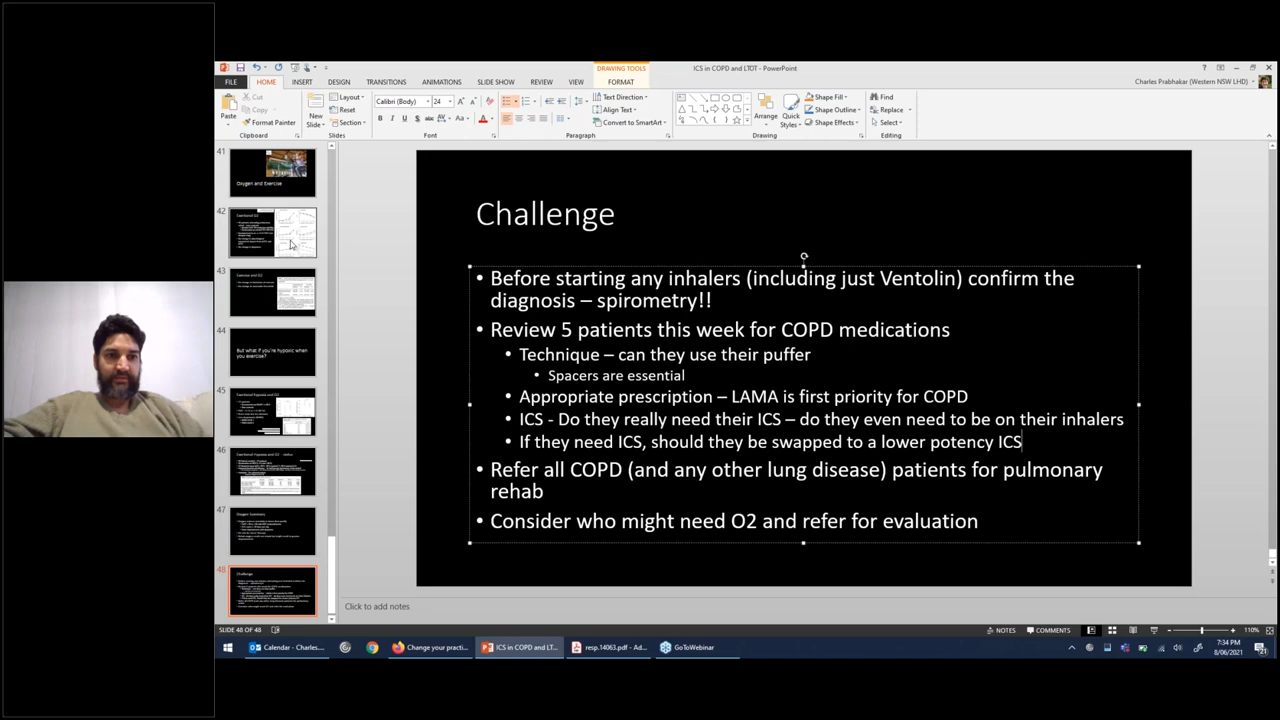 ICS in COPD and LTOT - PowerPoint
DRAWING TOOLS
Charles Prabhakar (Western NSW LHD)
FILE
HOME
INSERT
DESIGN
TRANSITIONS
ANIMATIONS
SLIDE SHOW
REVIEW
VIEW
FORMAT
Paste
Cut
Copy
Format Painter
Clipboard
New Slide
Layout
Reset
Section
Slides
Calibri (Body)
24
Font
Text Direction
Align Text
Convert to SmartArt
Paragraph
Arrange
Quick Styles
Shape Fill
Shape Outline
Shape Effects
Drawing
Find
Replace
Select
Editing
41
Oxygen and Exercise
42
43
44
But what if you're hypoxic when you exercise?
45
46
47
Oxygen Summary
48
Challenge
Challenge
• Before starting any inhalers (including just Ventolin) confirm the
diagnosis – spirometry!!
• Review 5 patients this week for COPD medications
• Technique – can they use their puffer
• Spacers are essential
• Appropriate prescription – LAMA is first priority for COPD
ICS - Do they really need their ICS – do they even need to be on their inhalers
• If they need ICS, should they be swapped to a lower potency ICS
• Refer all COPD (and any other lung disease) patients for pulmonary
rehab
• Consider who might need O2 and refer for evaluation
Click to add notes
SLIDE 48 OF 48
NOTES
COMMENTS
110%
Calendar - Charles....
Change your practi...
ICS in COPD and LT...
resp.14063.pdf - Ad...
GoToWebinar
7:34 PM
8/06/2021
21